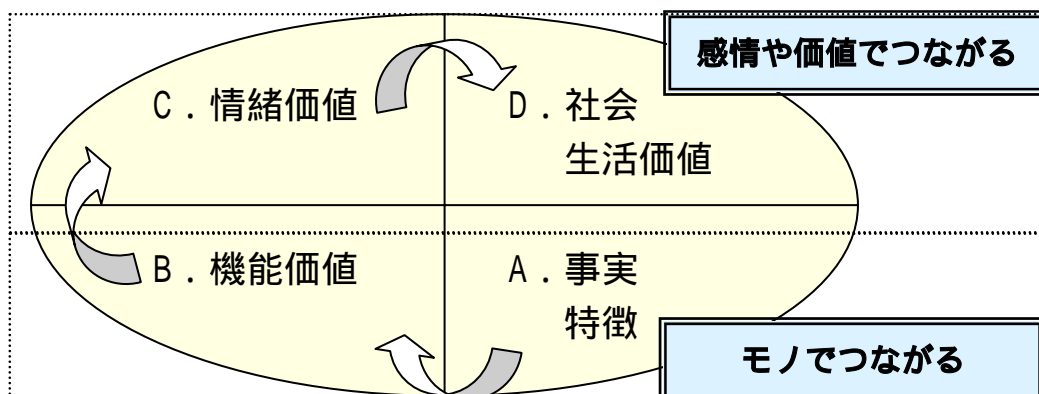 感情や価値でつながる
C．情緒価値
D．社会
生活価値
B．機能価値
A．事実
特徴
モノでつながる